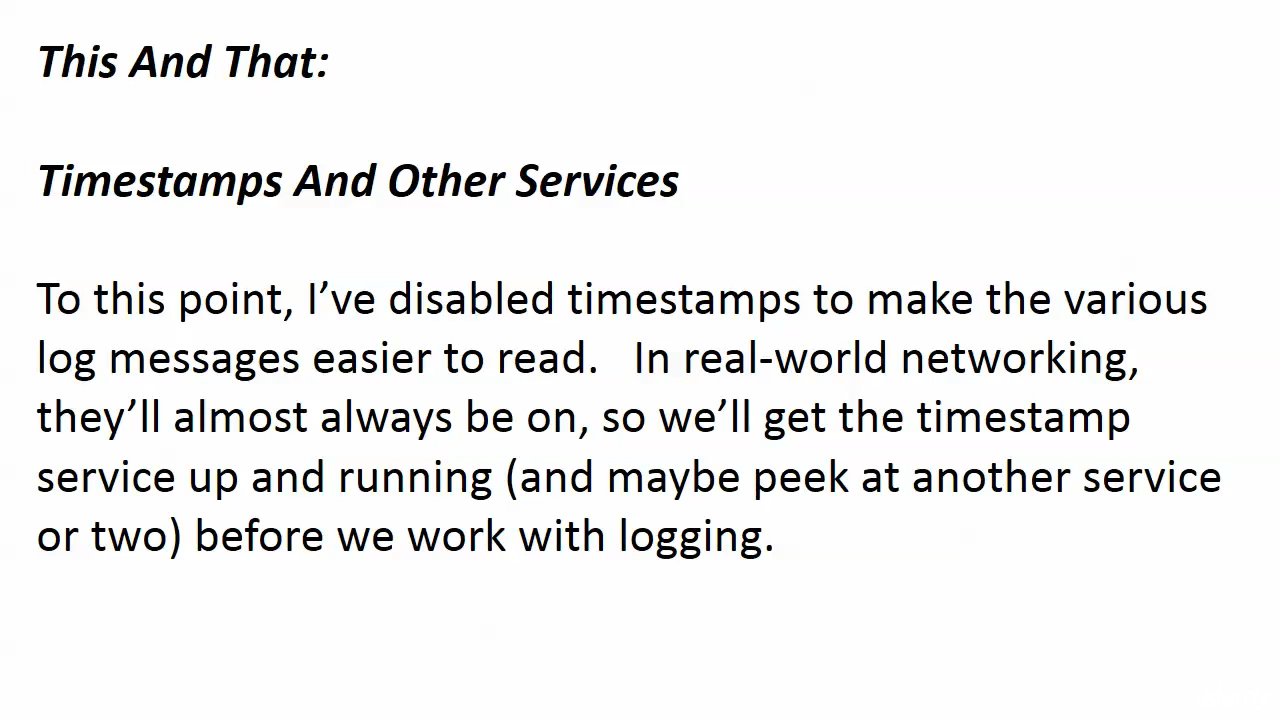 This And That:
Timestamps And Other Services
To this point, I’ve disabled timestamps to make the various
log messages easier to read.   In real-world networking,
they’ll almost always be on, so we’ll get the timestamp
service up and running (and maybe peek at another service
or two) before we work with logging.